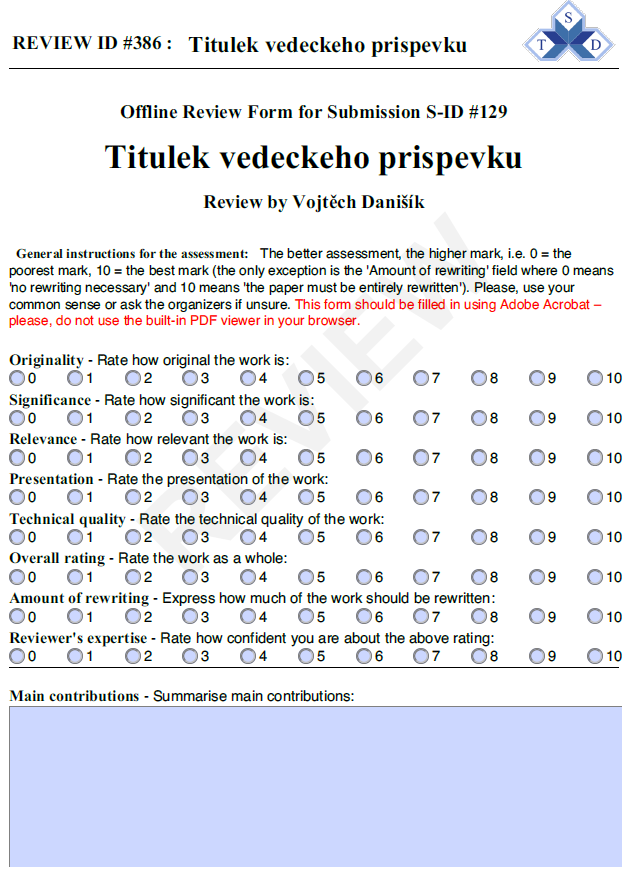 REVIEW ID #386 : Titulek vedeckeho prispevku
S
T D
Offline Review Form for Submission S-ID #129
Titulek vedeckeho prispevku
Review by Vojtěch Danišík
General instructions for the assessment: The better assessment, the higher mark, i.e. 0 = the
poorest mark, 10 = the best mark (the only exception is the 'Amount of rewriting' field where 0 means
'no rewriting necessary' and 10 means 'the paper must be entirely rewritten'). Please, use your
common sense or ask the organizers if unsure. This form should be filled in using Adobe Acrobat –
please, do not use the built-in PDF viewer in your browser.
REVIEW
Originality - Rate how original the work is:
0 1 2 3 4 5 6 7 8 9 10
Significance - Rate how significant the work is:
0 1 2 3 4 5 6 7 8 9 10
Relevance - Rate how relevant the work is:
0 1 2 3 4 5 6 7 8 9 10
Presentation - Rate the presentation of the work:
0 1 2 3 4 5 6 7 8 9 10
Technical quality - Rate the technical quality of the work:
0 1 2 3 4 5 6 7 8 9 10
Overall rating - Rate the work as a whole:
0 1 2 3 4 5 6 7 8 9 10
Amount of rewriting - Express how much of the work should be rewritten:
0 1 2 3 4 5 6 7 8 9 10
Reviewer's expertise - Rate how confident you are about the above rating:
0 1 2 3 4 5 6 7 8 9 10
Main contributions - Summarise main contributions: